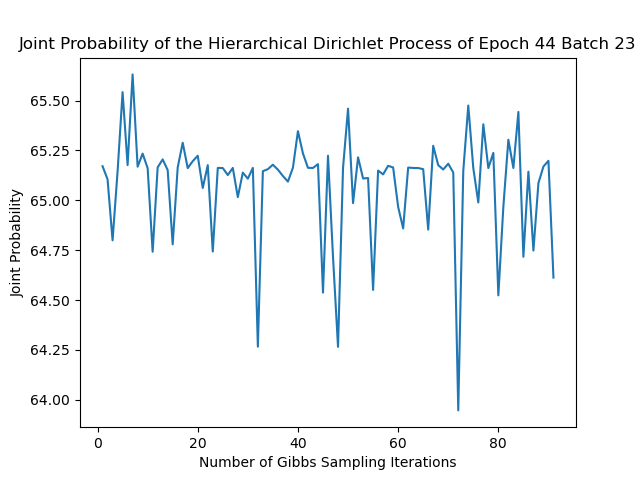 Joint Probability of the Hierarchical Dirichlet Process of Epoch 44 Batch 23
65.50
65.25
65.00
64.75
64.50
64.25
64.00
Joint Probability
0 20 40 60 80
Number of Gibbs Sampling Iterations